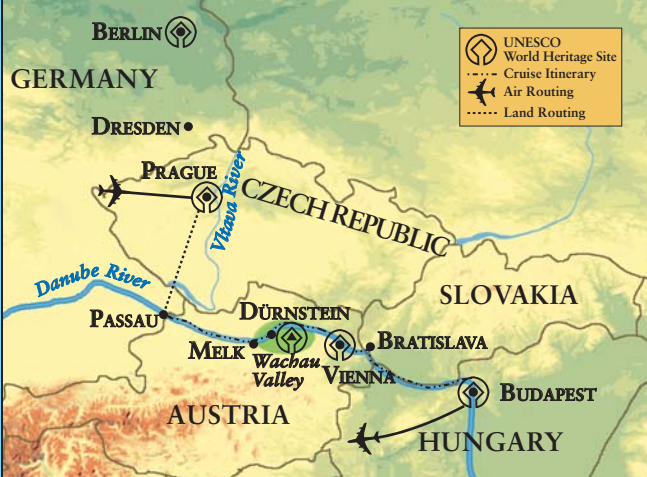 BERLIN
UNESCO
World Heritage Site
Cruise Itinerary
Air Routing
Land Routing
GERMANY
DRESDEN
PRAGUE
Vltava River
CZECH REPUBLIC
Danube River
SLOVAKIA
PASSAU
DÜRNSTEIN
MELK
Wachau
Valley
VIENNA
BRATISLAVA
BUDAPEST
AUSTRIA
HUNGARY